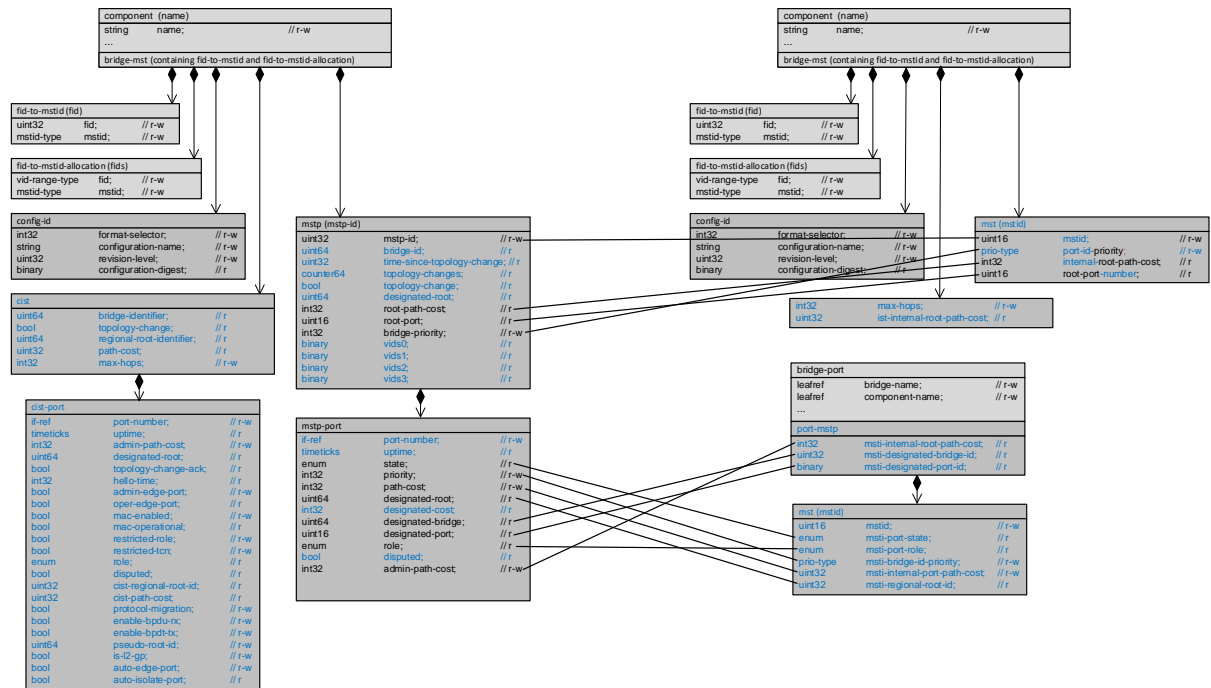 component (name)
string name; // r-w
...
bridge-mst (containing fid-to-mstid and fid-to-mstid-allocation)
fid-to-mstid (fid)
uint32 fid; // r-w
mstid-type mstid; // r-w
fid-to-mstid-allocation (fids)
vid-range-type fid; // r-w
mstid-type mstid; // r-w
config-id
int32 format-selector; // r-w
string configuration-name; // r-w
uint32 revision-level; // r-w
binary configuration-digest; // r
cist
uint64 bridge-identifier; // r
bool topology-change; // r
uint64 regional-root-identifier; // r
uint32 path-cost; // r
int32 max-hops; // r-w
cist-port
if-ref port-number; // r-w
timeticks uptime; // r
int32 admin-path-cost; // r-w
uint64 designated-root; // r
bool topology-change-ack; // r
int32 hello-time; // r
bool admin-edge-port; // r-w
bool oper-edge-port; // r
bool mac-enabled; // r-w
bool mac-operational; // r
bool restricted-role; // r-w
bool restricted-tcn; // r-w
enum role; // r
bool disputed; // r
uint32 cist-regional-root-id; // r
uint32 cist-path-cost; // r
bool protocol-migration; // r-w
bool enable-bpdu-rx; // r-w
bool enable-bpdt-tx; // r-w
uint64 pseudo-root-id; // r-w
bool is-l2-gp; // r-w
bool auto-edge-port; // r-w
bool auto-isolate-port; // r
mstp (mstp-id)
uint32 mstp-id; // r-w
uint64 bridge-id; // r
uint32 time-since-topology-change; // r
counter64 topology-changes; // r
bool topology-change; // r
uint64 designated-root; // r
int32 root-path-cost; // r
uint16 root-port; // r
int32 bridge-priority; // r-w
binary vids0; // r
binary vids1; // r
binary vids2; // r
binary vids3; // r
mstp-port
if-ref port-number; // r-w
timeticks uptime; // r
enum state; // r
int32 priority; // r-w
int32 path-cost; // r-w
uint64 designated-root; // r
int32 designated-cost; // r
uint64 designated-bridge; // r
uint16 designated-port; // r
enum role; // r
bool disputed; // r
int32 admin-path-cost; // r-w
component (name)
string name; // r-w
...
bridge-mst (containing fid-to-mstid and fid-to-mstid-allocation)
fid-to-mstid (fid)
uint32 fid; // r-w
mstid-type mstid; // r-w
fid-to-mstid-allocation (fids)
vid-range-type fid; // r-w
mstid-type mstid; // r-w
config-id
int32 format-selector; // r-w
string configuration-name; // r-w
uint32 revision-level; // r-w
binary configuration-digest; // r
mst (mstid)
uint16 mstid; // r-w
prio-type port-id-priority; // r-w
int32 internal-root-path-cost; // r
uint16 root-port-number; // r
int32 max-hops; // r-w
uint32 ist-internal-root-path-cost; // r
bridge-port
leafref bridge-name; // r-w
leafref component-name; // r-w
...
port-mstp
int32 msti-internal-root-path-cost; // r
uint32 msti-designated-bridge-id; // r
binary msti-designated-port-id; // r
mst (mstid)
uint16 mstid; // r-w
enum msti-port-state; // r
enum msti-port-role; // r
prio-type msti-bridge-id-priority; // r-w
uint32 msti-internal-port-path-cost; // r-w
uint32 msti-regional-root-id; // r